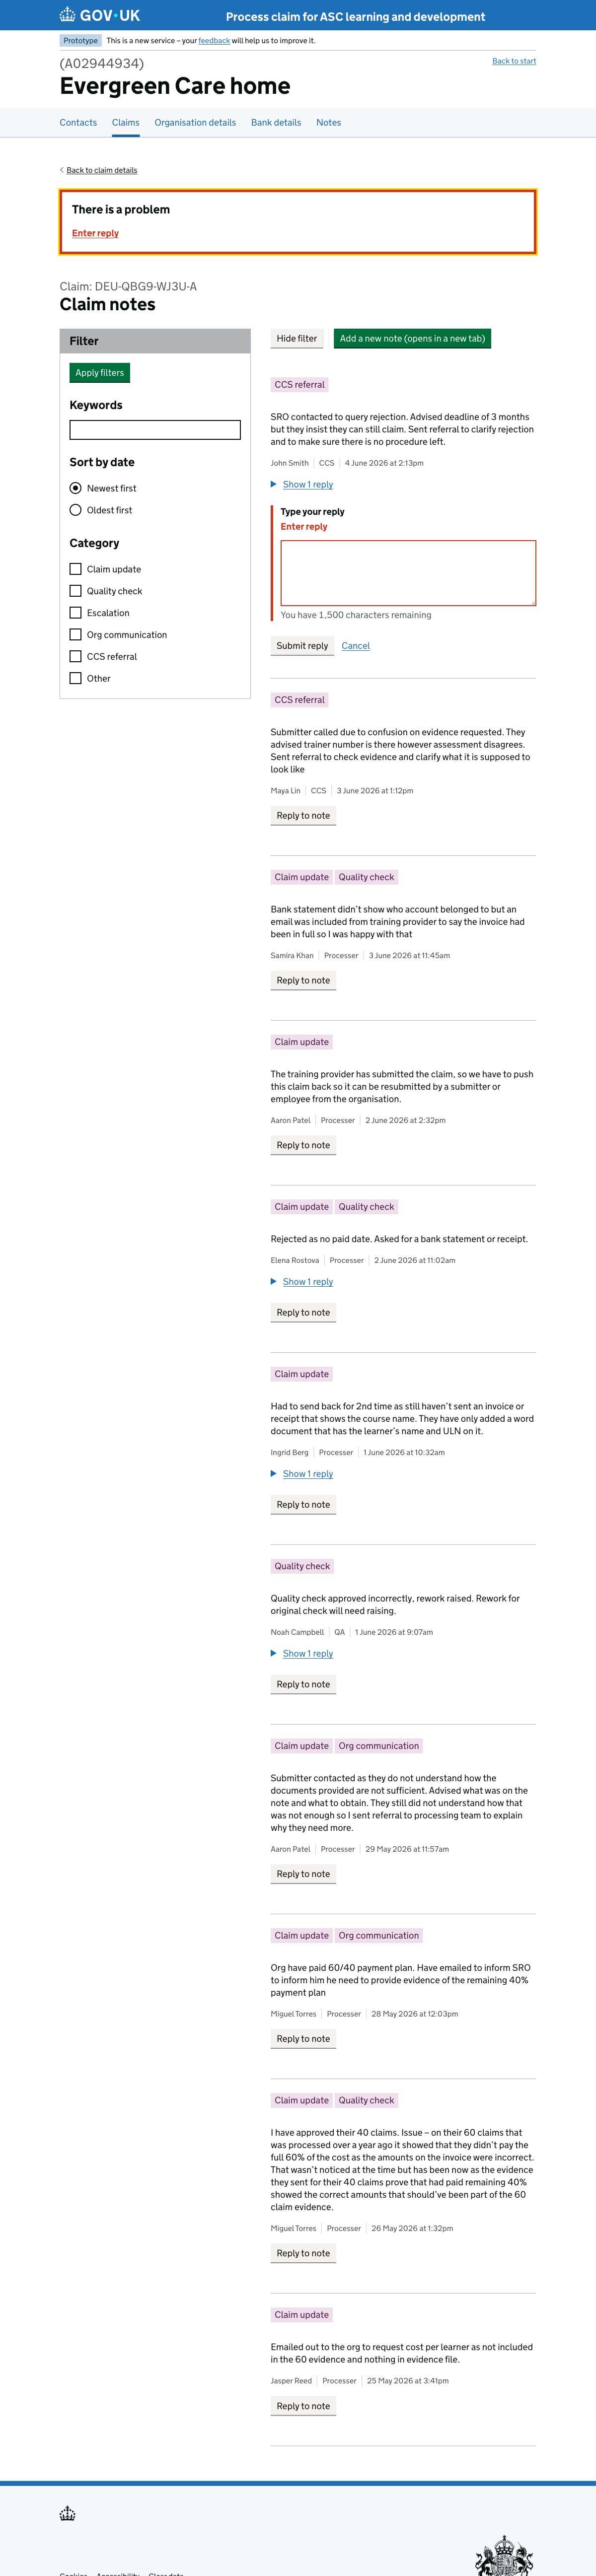 GOV·UK
Process claim for ASC learning and development
Prototype
This is a new service – your feedback will help us to improve it.
(A02944934)
Back to start
Evergreen Care home
Contacts
Claims
Organisation details
Bank details
Notes
Back to claim details
There is a problem
Enter reply
Claim: DEU-QBG9-WJ3U-A
Claim notes
Filter
Apply filters
Keywords
Sort by date
Newest first
Oldest first
Category
Claim update
Quality check
Escalation
Org communication
CCS referral
Other
Hide filter
Add a new note (opens in a new tab)
CCS referral
SRO contacted to query rejection. Advised deadline of 3 months
but they insist they can still claim. Sent referral to clarify rejection
and to make sure there is no procedure left.
John Smith
CCS
4 June 2026 at 2:13pm
Show 1 reply
Type your reply
Enter reply
You have 1,500 characters remaining
Submit reply
Cancel
CCS referral
Submitter called due to confusion on evidence requested. They
advised trainer number is there however assessment disagrees.
Sent referral to check evidence and clarify what it is supposed to
look like
Maya Lin
CCS
3 June 2026 at 1:12pm
Reply to note
Claim update
Quality check
Bank statement didn't show who account belonged to but an
email was included from training provider to say the invoice had
been in full so I was happy with that
Samira Khan
Processer
3 June 2026 at 11:45am
Reply to note
Claim update
The training provider has submitted the claim, so we have to push
this claim back so it can be resubmitted by a submitter or
employee from the organisation.
Aaron Patel
Processer
2 June 2026 at 2:32pm
Reply to note
Claim update
Quality check
Rejected as no paid date. Asked for a bank statement or receipt.
Elena Rostova
Processer
2 June 2026 at 11:02am
Show 1 reply
Reply to note
Claim update
Had to send back for 2nd time as still haven't sent an invoice or
receipt that shows the course name. They have only added a word
document that has the learner's name and ULN on it.
Ingrid Berg
Processer
1 June 2026 at 10:32am
Show 1 reply
Reply to note
Quality check
Quality check approved incorrectly, rework raised. Rework for
original check will need raising.
Noah Campbell
QA
1 June 2026 at 9:07am
Show 1 reply
Reply to note
Claim update
Org communication
Submitter contacted as they do not understand how the
documents provided are not sufficient. Advised what was on the
note and what to obtain. They still did not understand how that
was not enough so I sent referral to processing team to explain
why they need more.
Aaron Patel
Processer
29 May 2026 at 11:57am
Reply to note
Claim update
Org communication
Org have paid 60/40 payment plan. Have emailed to inform SRO
to inform him he need to provide evidence of the remaining 40%
payment plan
Miguel Torres
Processer
28 May 2026 at 12:03pm
Reply to note
Claim update
Quality check
I have approved their 40 claims. Issue – on their 60 claims that
was processed over a year ago it showed that they didn't pay the
full 60% of the cost as the amounts on the invoice were incorrect.
That wasn't noticed at the time but has been now as the evidence
they sent for their 40 claims prove that had paid remaining 40%
showed the correct amounts that should've been part of the 60
claim evidence.
Miguel Torres
Processer
26 May 2026 at 1:32pm
Reply to note
Claim update
Emailed out to the org to request cost per learner as not included
in the 60 evidence and nothing in evidence file.
Jasper Reed
Processer
25 May 2026 at 3:41pm
Reply to note